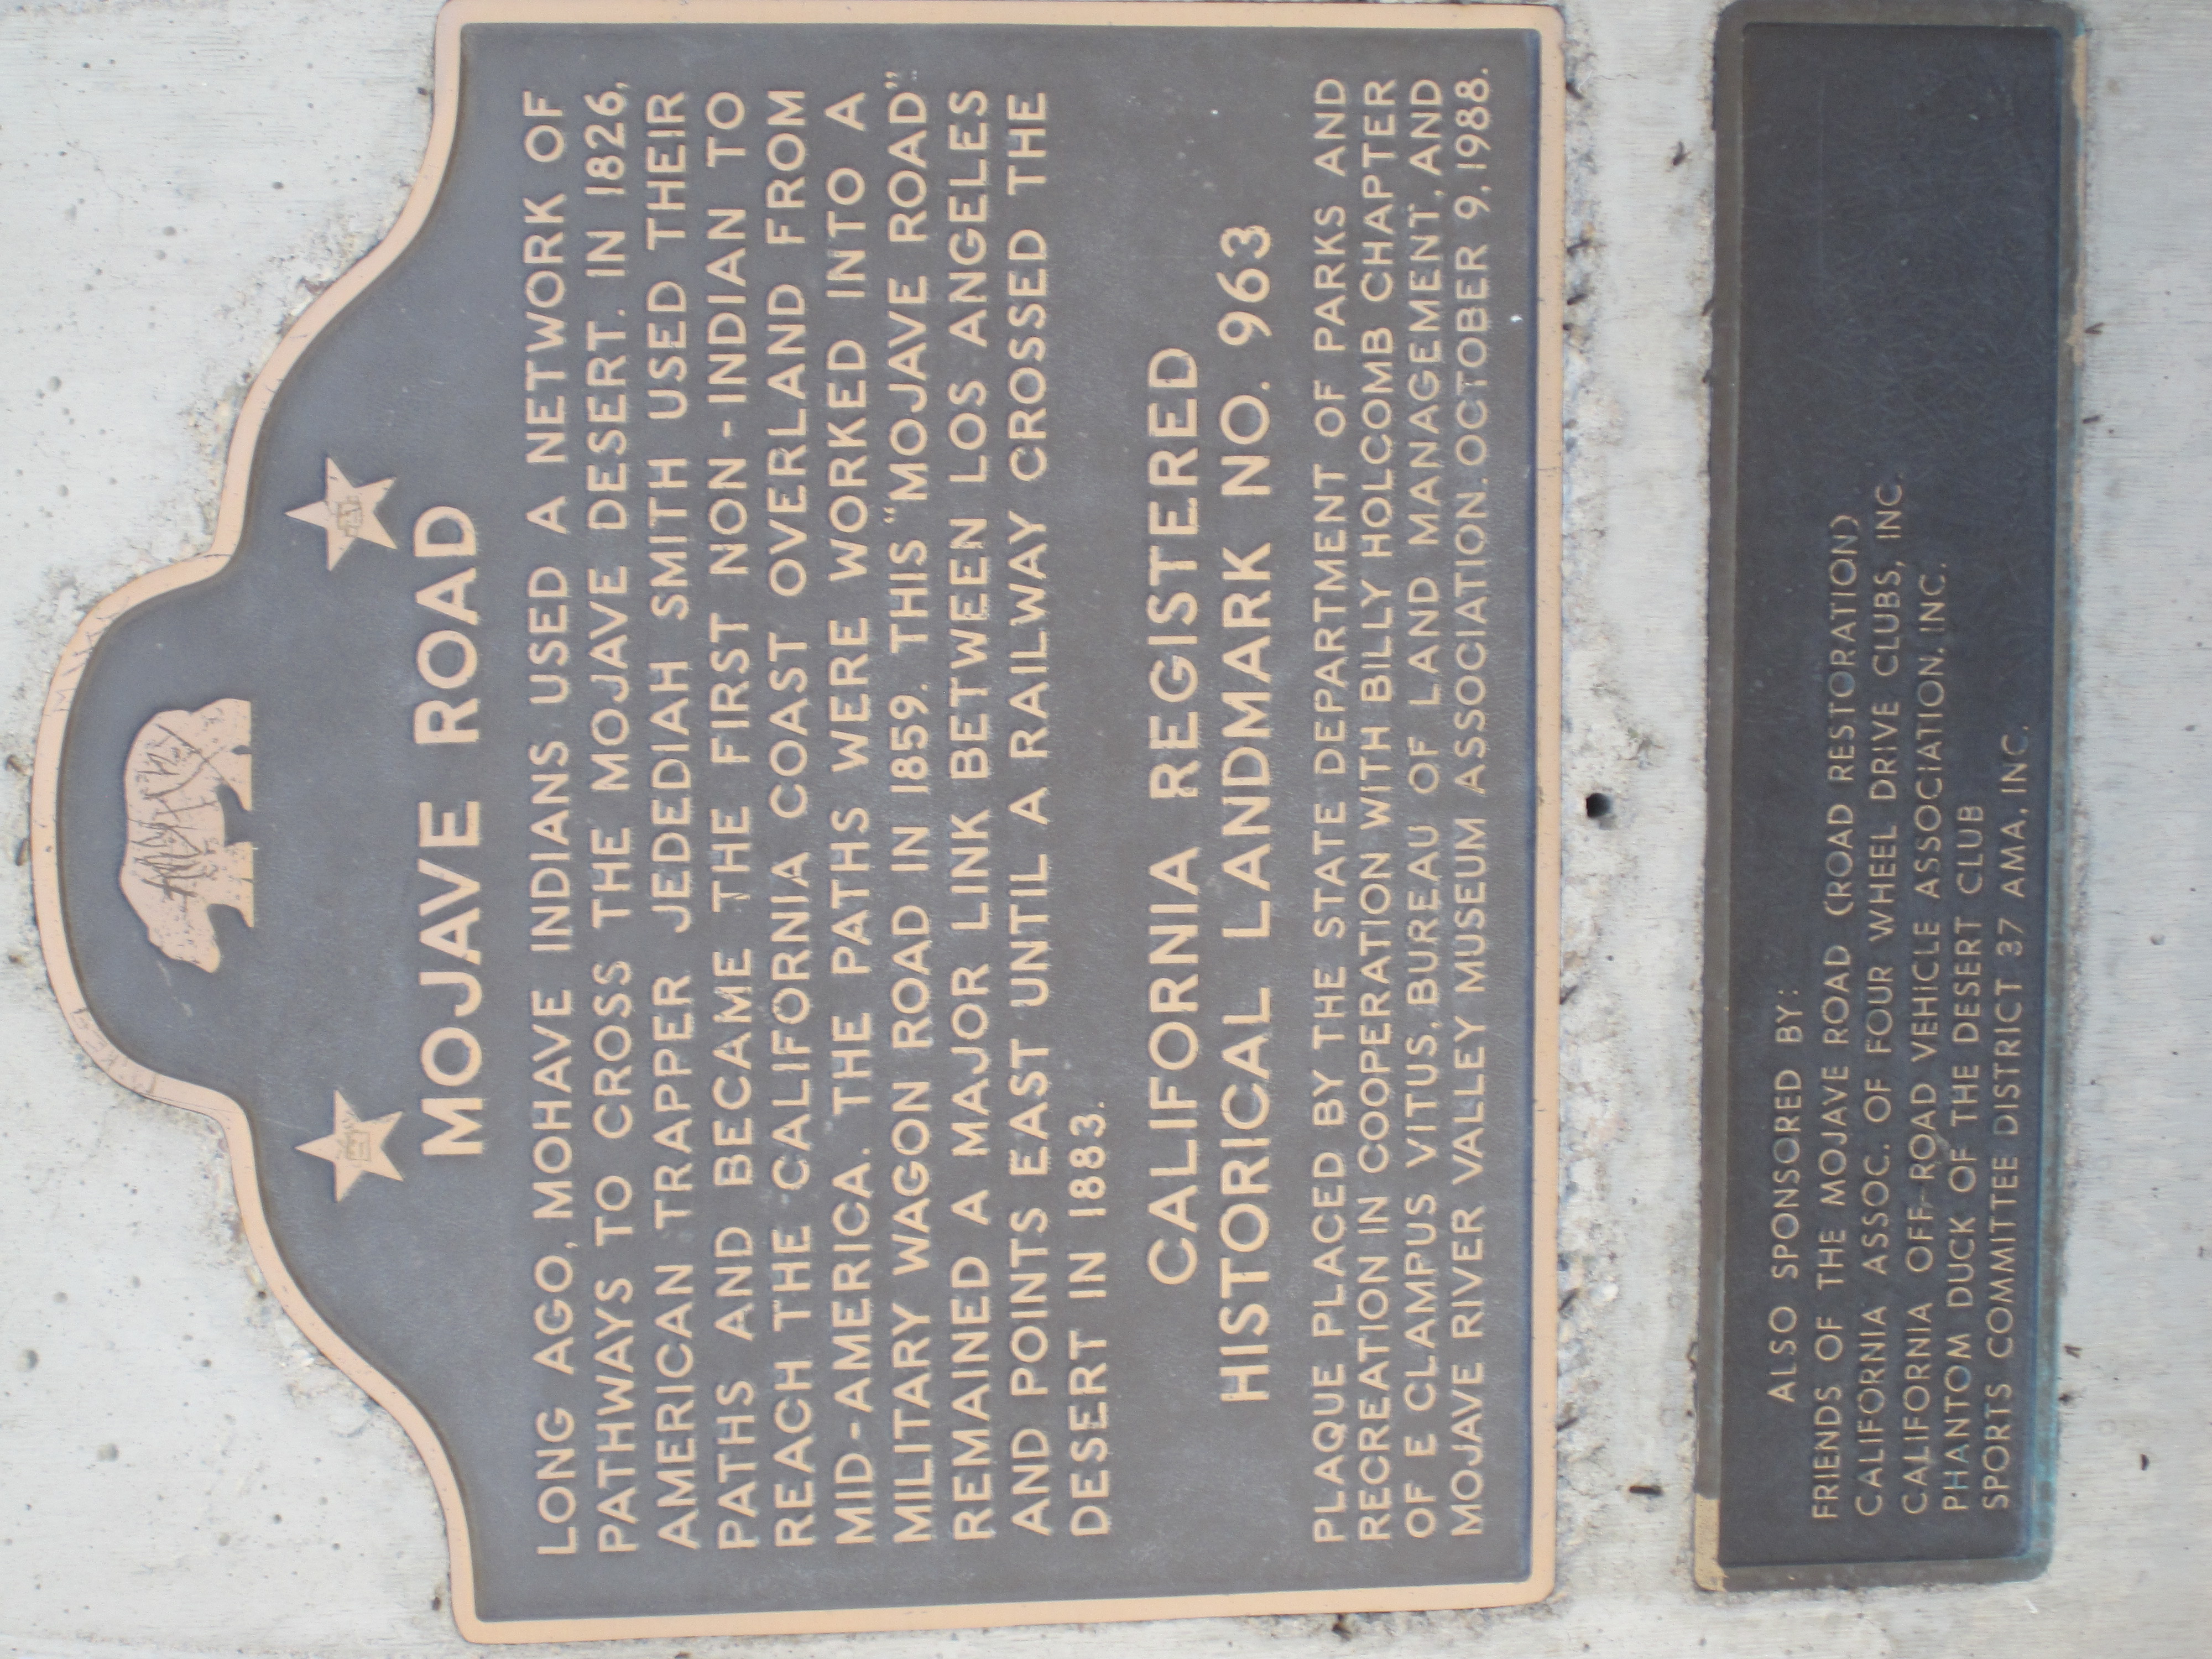 MOJAVE ROAD
LONG AGO, MOHAVE INDIANS USED A NETWORK OF
PATHWAYS TO CROSS THE MOJAVE DESERT. IN 1826,
AMERICAN TRAPPER JEDEDIAH SMITH USED THEIR
PATHS AND BECAME THE FIRST NON-INDIAN TO
REACH THE CALIFORNIA COAST OVERLAND FROM
MID-AMERICA. THE PATHS WERE WORKED INTO A
MILITARY WAGON ROAD IN 1859. THIS "MOJAVE ROAD"
REMAINED A MAJOR LINK BETWEEN LOS ANGELES
AND POINTS EAST UNTIL A RAILWAY CROSSED THE
DESERT IN 1883.
CALIFORNIA REGISTERED
HISTORICAL LANDMARK NO. 963
PLAQUE PLACED BY THE STATE DEPARTMENT OF PARKS AND
RECREATION IN COOPERATION WITH BILLY HOLCOMB CHAPTER
OF E CLAMPUS VITUS, BUREAU OF LAND MANAGEMENT, AND
MOJAVE RIVER VALLEY MUSEUM ASSOCIATION. OCTOBER 9, 1988.
ALSO SPONSORED BY:
FRIENDS OF THE MOJAVE ROAD (ROAD RESTORATION)
CALIFORNIA ASSOC. OF FOUR WHEEL DRIVE CLUBS, INC.
CALIFORNIA OFF-ROAD VEHICLE ASSOCIATION, INC.
PHANTOM DUCK OF THE DESERT CLUB
SPORTS COMMITTEE DISTRICT 37 AMA, INC.